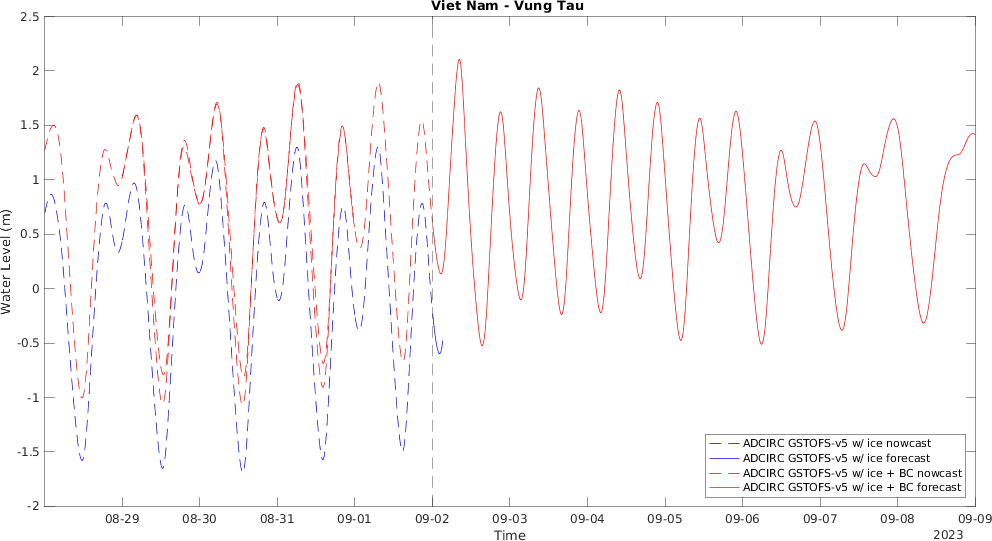 Viet Nam - Vung Tau
Water Level (m)
2.5
2
1.5
1
0.5
0
-0.5
-1
-1.5
-2
ADCIRC GSTOFS-v5 w/ ice nowcast
ADCIRC GSTOFS-v5 w/ ice forecast
ADCIRC GSTOFS-v5 w/ ice + BC nowcast
ADCIRC GSTOFS-v5 w/ ice + BC forecast
08-29 08-30 08-31 09-01 09-02 09-03 09-04 09-05 09-06 09-07 09-08 09-09
Time
2023